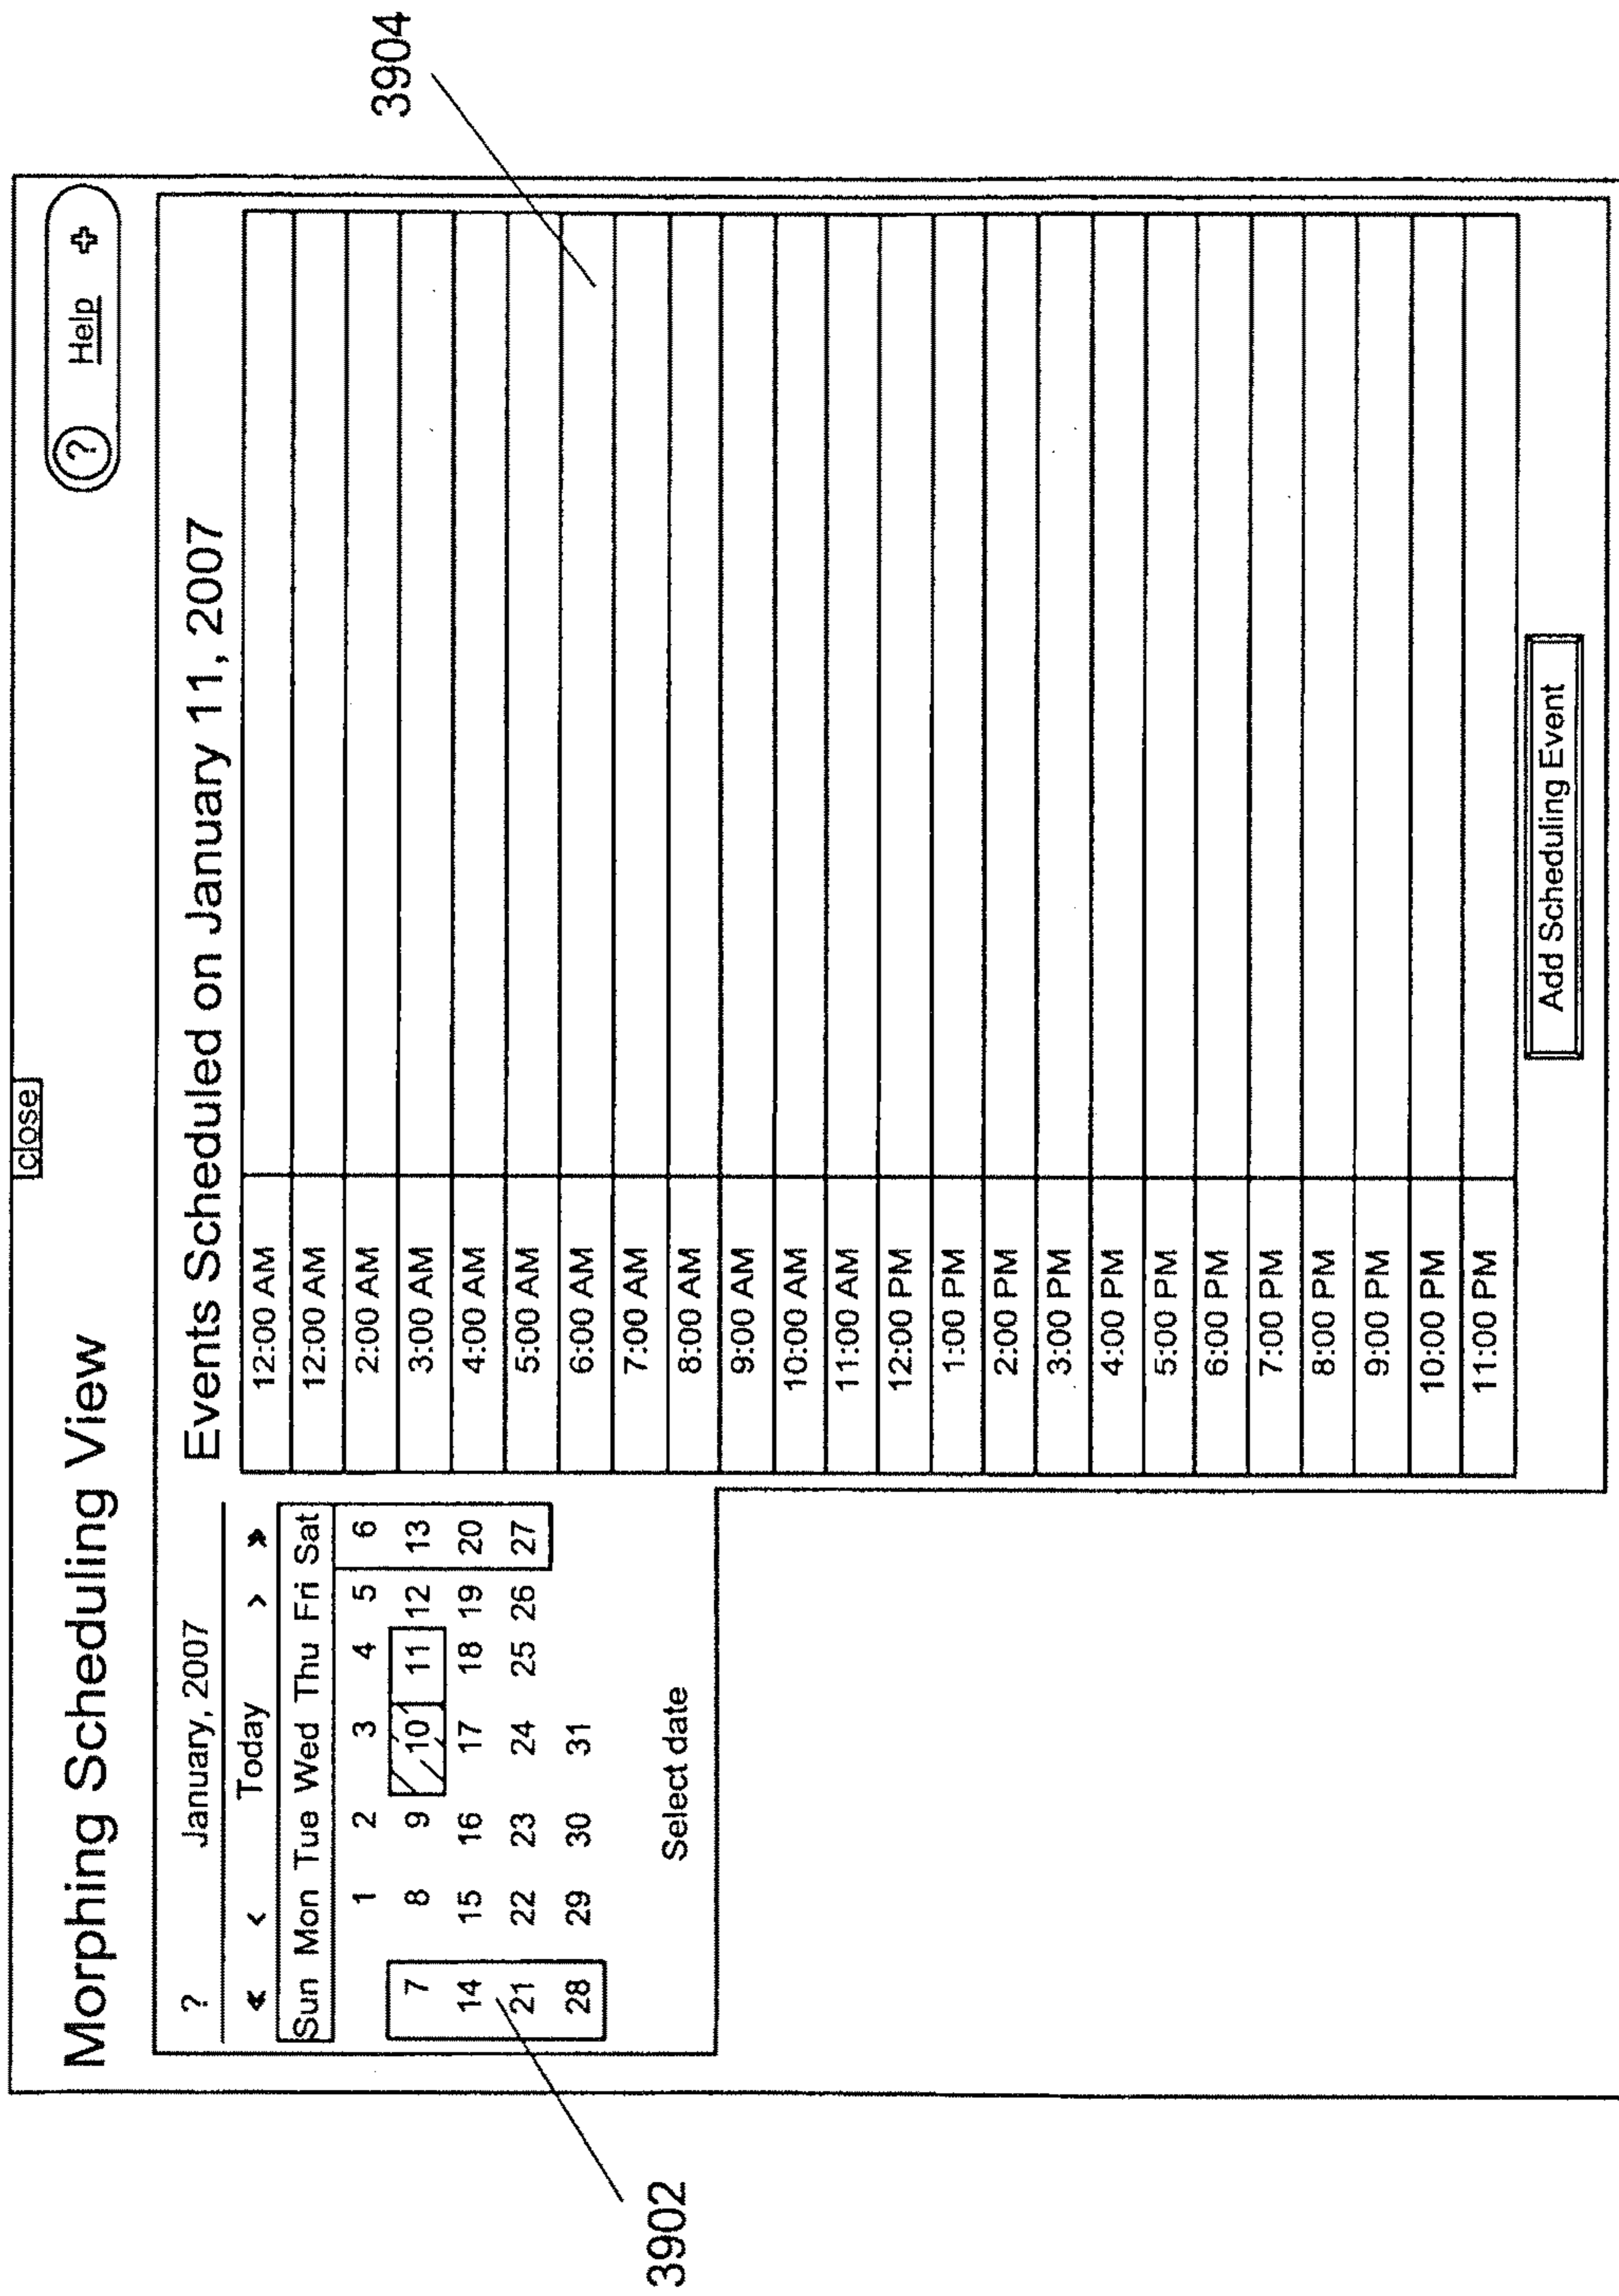 close
Morphing Scheduling View
? Help
? January, 2007
« < Today > »
Sun Mon Tue Wed Thu Fri Sat
1 2 3 4 5 6
7 8 9 10 11 12 13
14 15 16 17 18 19 20
21 22 23 24 25 26 27
28 29 30 31
Select date
3902
Events Scheduled on January 11, 2007
12:00 AM
12:00 AM
2:00 AM
3:00 AM
4:00 AM
5:00 AM
6:00 AM
7:00 AM
8:00 AM
9:00 AM
10:00 AM
11:00 AM
12:00 PM
1:00 PM
2:00 PM
3:00 PM
4:00 PM
5:00 PM
6:00 PM
7:00 PM
8:00 PM
9:00 PM
10:00 PM
11:00 PM
Add Scheduling Event
3904